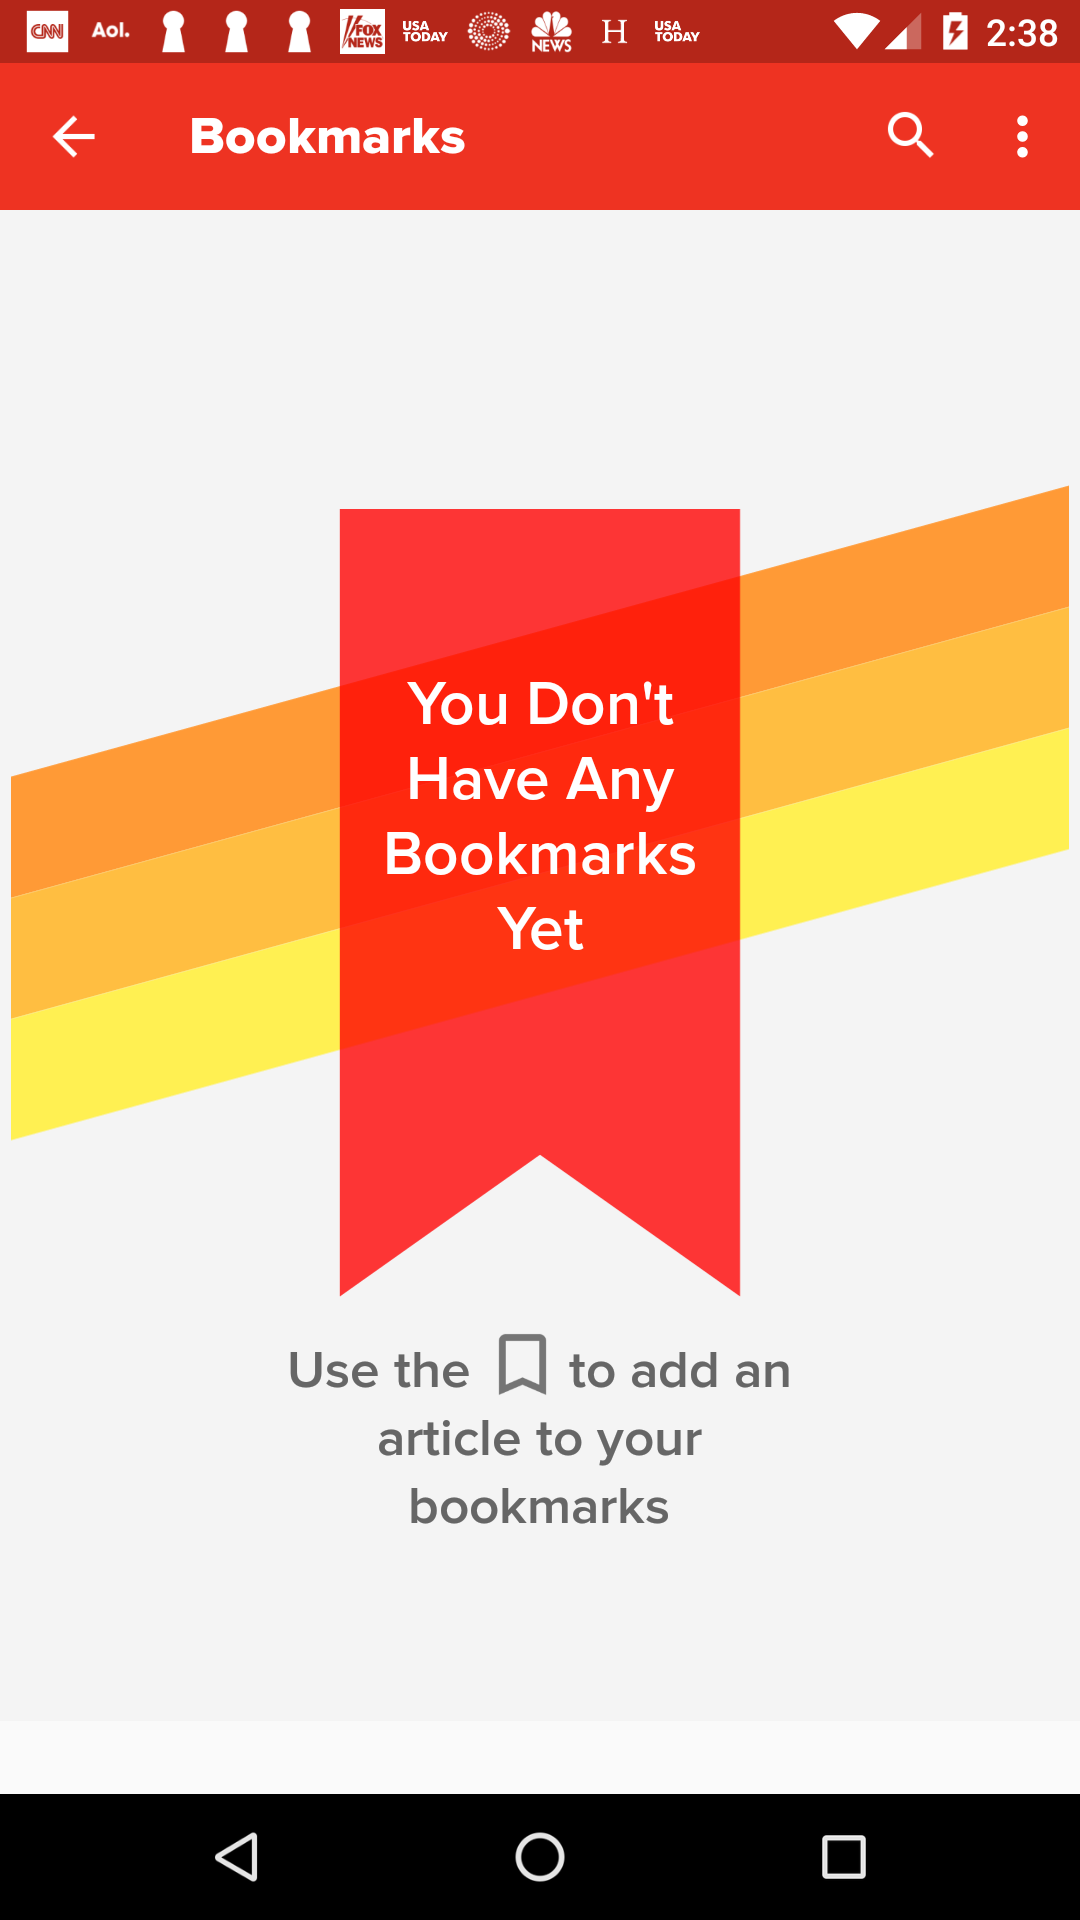 CNN Aol. FOX NEWS USA TODAY NBC NEWS H USA TODAY 2:38
Bookmarks
You Don't
Have Any
Bookmarks
Yet
Use the to add an
article to your
bookmarks